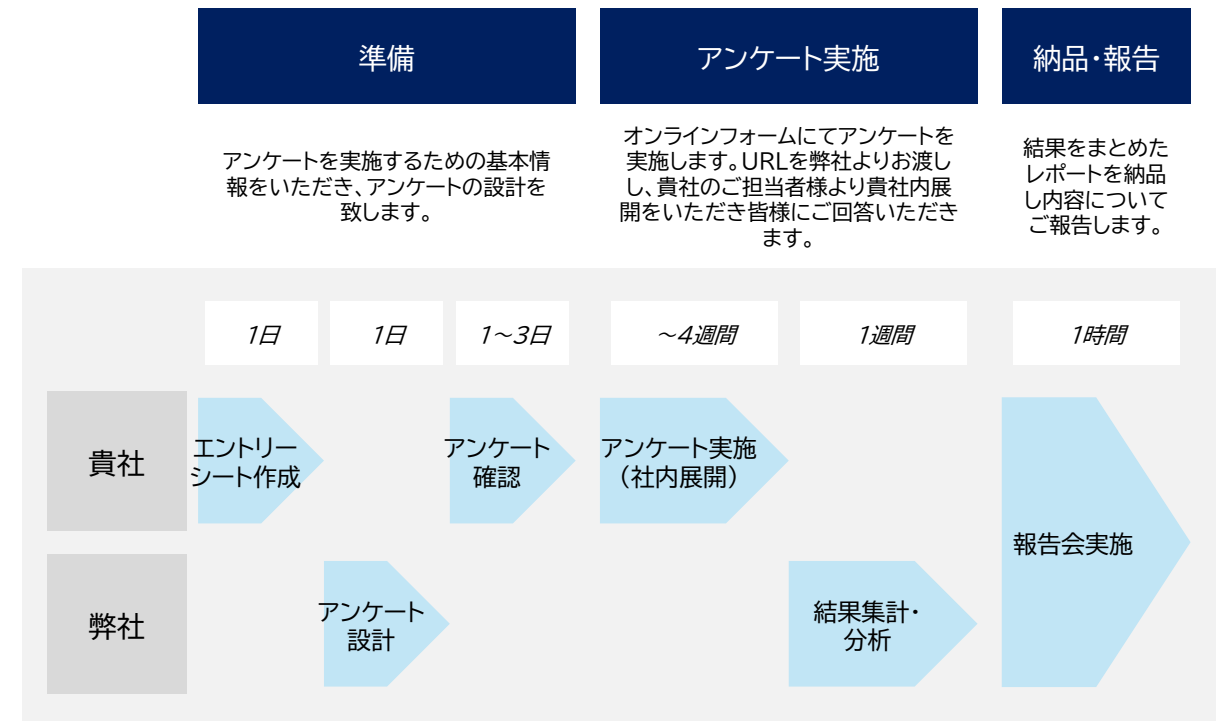 準備
アンケート実施
納品・報告
アンケートを実施するための基本情
報をいただき、アンケートの設計を
致します。
オンラインフォームにてアンケートを
実施します。URLを弊社よりお渡し
し、貴社のご担当者様より貴社内展
開をいただき皆様にご回答いただき
ます。
結果をまとめた
レポートを納品
し内容について
ご報告します。
1日
1日
1～3日
～4週間
1週間
1時間
貴社
エントリー
シート作成
アンケート
確認
アンケート実施
（社内展開）
報告会実施
弊社
アンケート
設計
結果集計・
分析